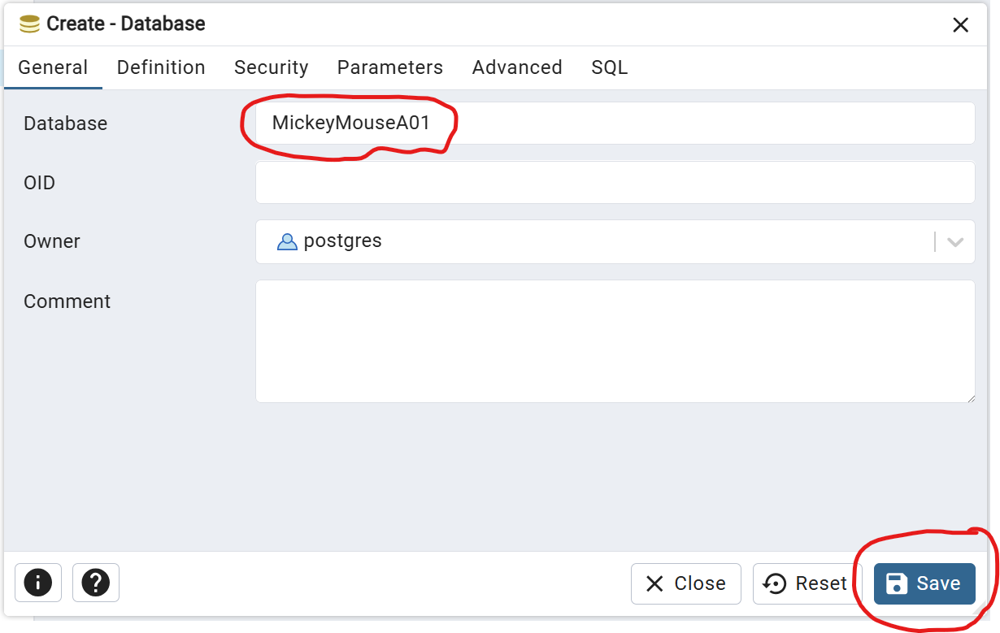 Create - Database
General Definition Security Parameters Advanced SQL
Database MickeyMouseA01
OID
Owner postgres
Comment
Close Reset Save